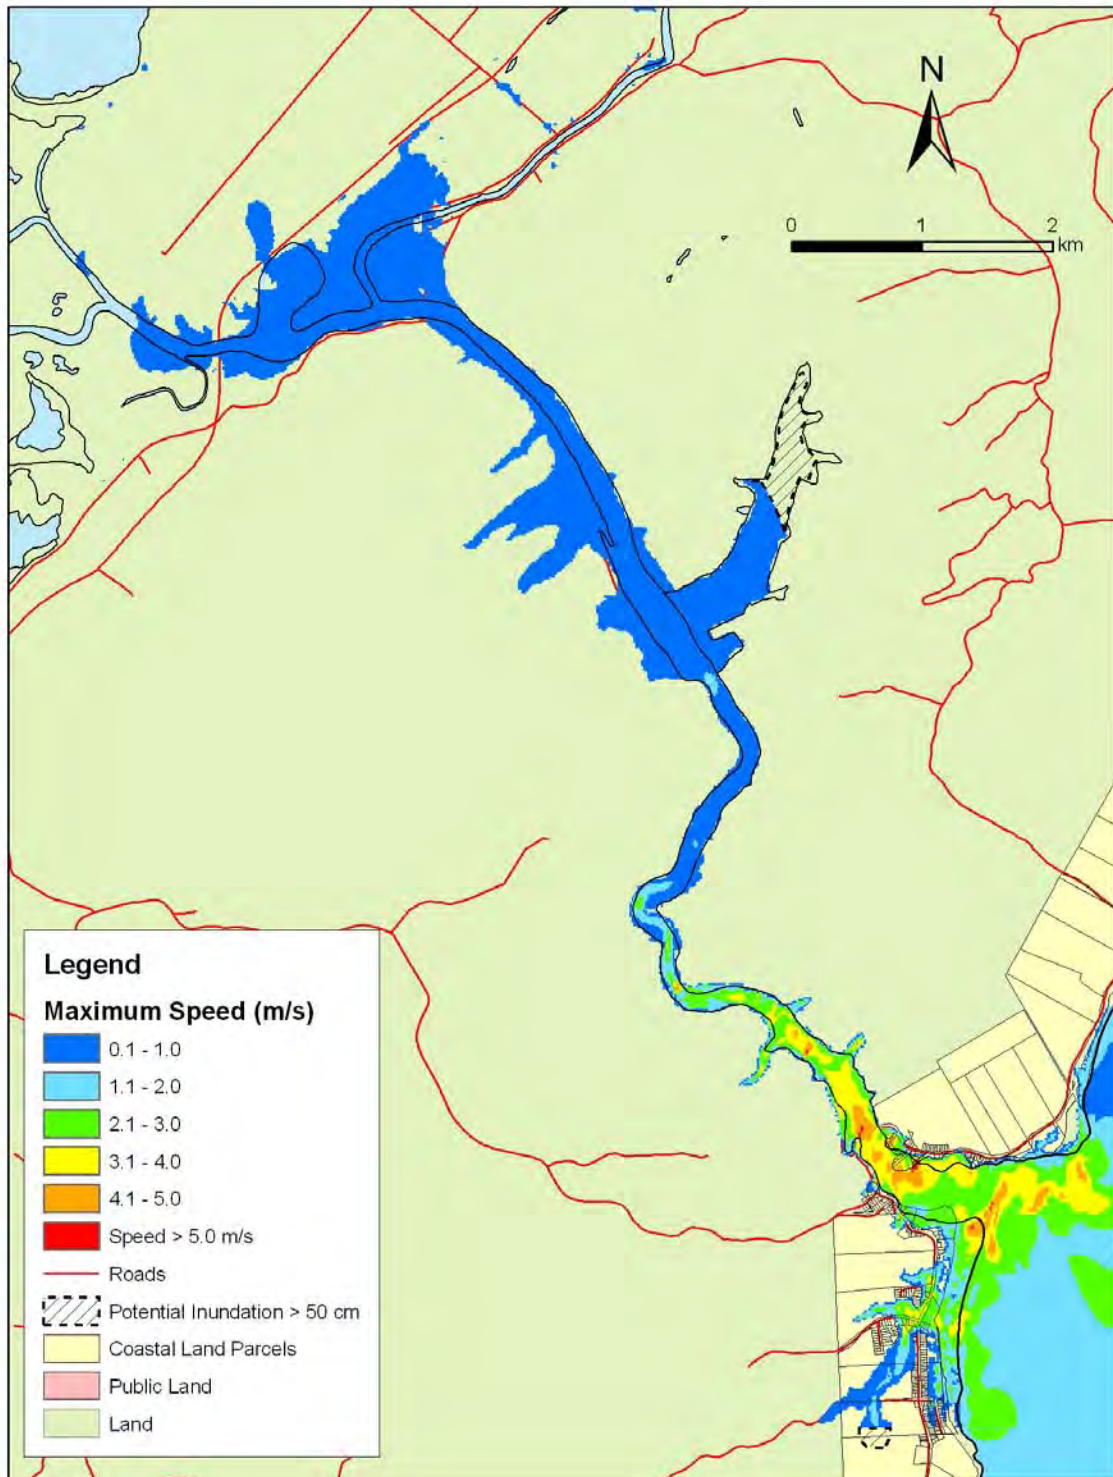 N
0 1 2
km
Legend
Maximum Speed (m/s)
0.1 - 1.0
1.1 - 2.0
2.1 - 3.0
3.1 - 4.0
4.1 - 5.0
Speed > 5.0 m/s
Roads
Potential Inundation > 50 cm
Coastal Land Parcels
Public Land
Land